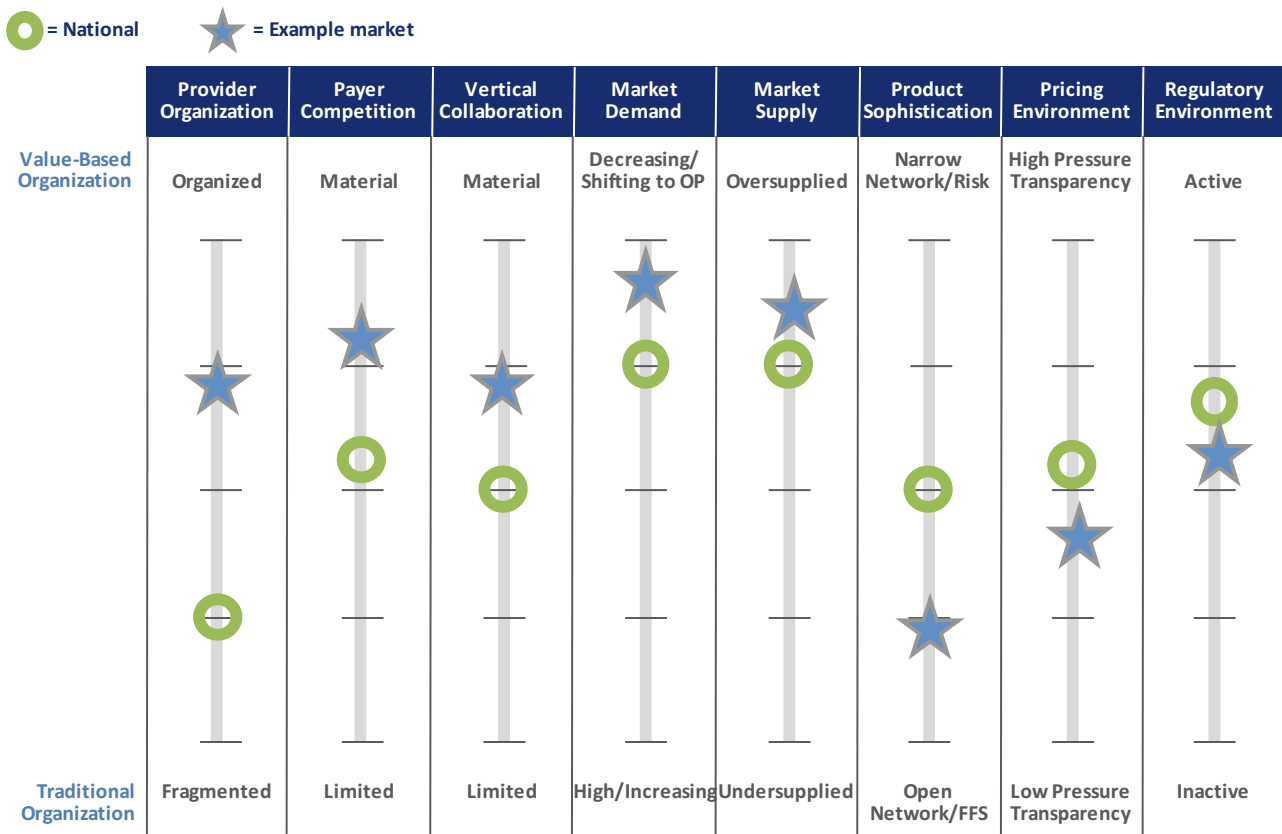 = National
= Example market
Provider Organization
Payer Competition
Vertical Collaboration
Market Demand
Market Supply
Product Sophistication
Pricing Environment
Regulatory Environment
Value-Based Organization
Organized
Material
Material
Decreasing/ Shifting to OP
Oversupplied
Narrow Network/Risk
High Pressure Transparency
Active
Traditional Organization
Fragmented
Limited
Limited
High/Increasing
Undersupplied
Open Network/FFS
Low Pressure Transparency
Inactive